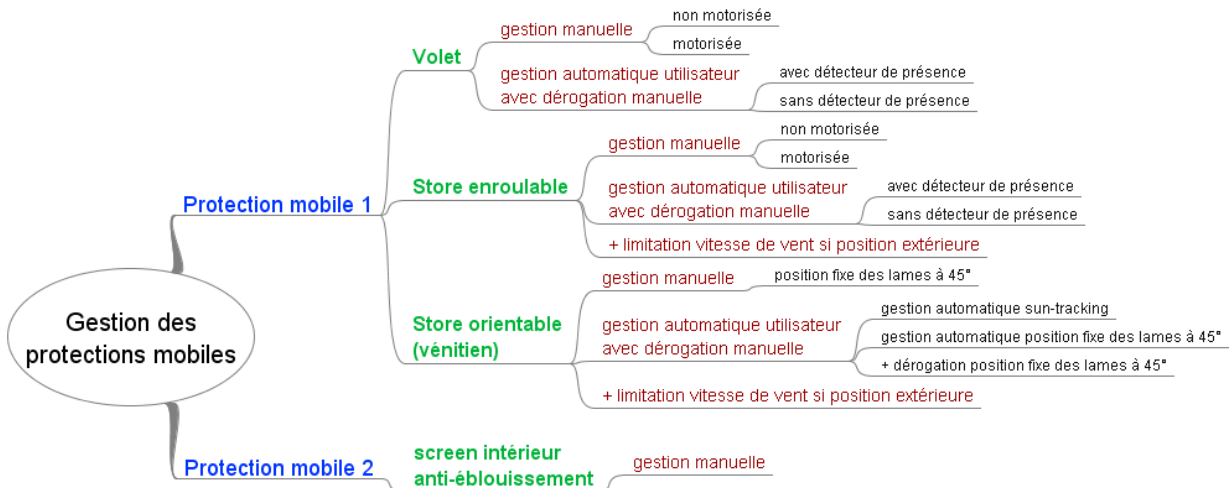 Gestion des
protections mobiles
Protection mobile 1
Volet
gestion manuelle
non motorisée
motorisée
gestion automatique utilisateur
avec dérogation manuelle
avec détecteur de présence
sans détecteur de présence
Store enroulable
gestion manuelle
non motorisée
motorisée
gestion automatique utilisateur
avec dérogation manuelle
avec détecteur de présence
sans détecteur de présence
+ limitation vitesse de vent si position extérieure
Store orientable
(vénitien)
gestion manuelle
position fixe des lames à 45°
gestion automatique utilisateur
avec dérogation manuelle
gestion automatique sun-tracking
gestion automatique position fixe des lames à 45°
+ dérogation position fixe des lames à 45°
+ limitation vitesse de vent si position extérieure
Protection mobile 2
screen intérieur
anti-éblouissement
gestion manuelle